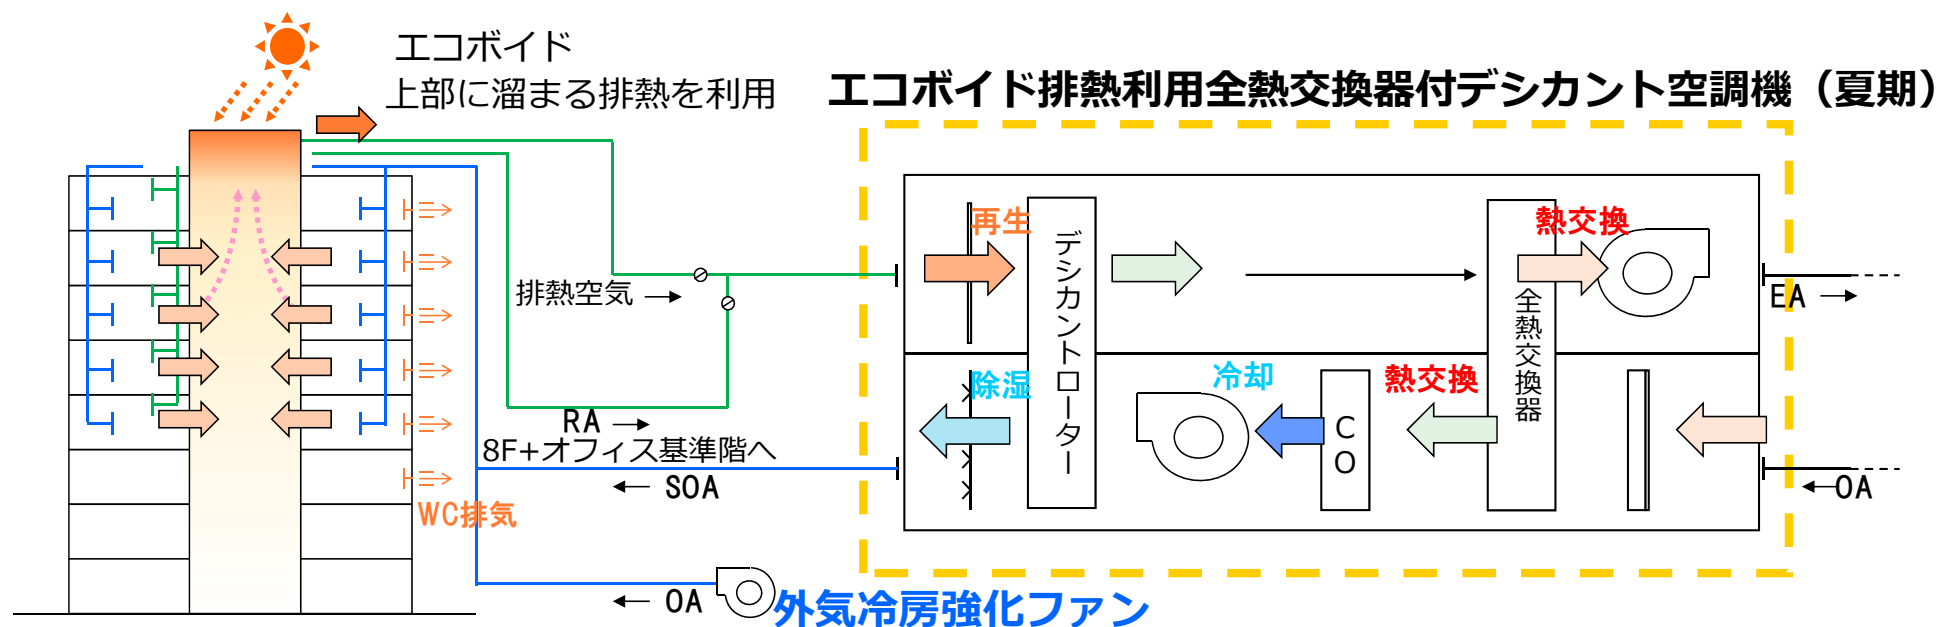 エコボイド
上部に溜まる排熱を利用
エコボイド排熱利用全熱交換器付デシカント空調機（夏期）
再生
デシカントローター
熱交換
全熱交換器
排熱空気
EA
除湿
冷却
熱交換
CO
RA
8F+オフィス基準階へ
SOA
OA
WC排気
OA
外気冷房強化ファン